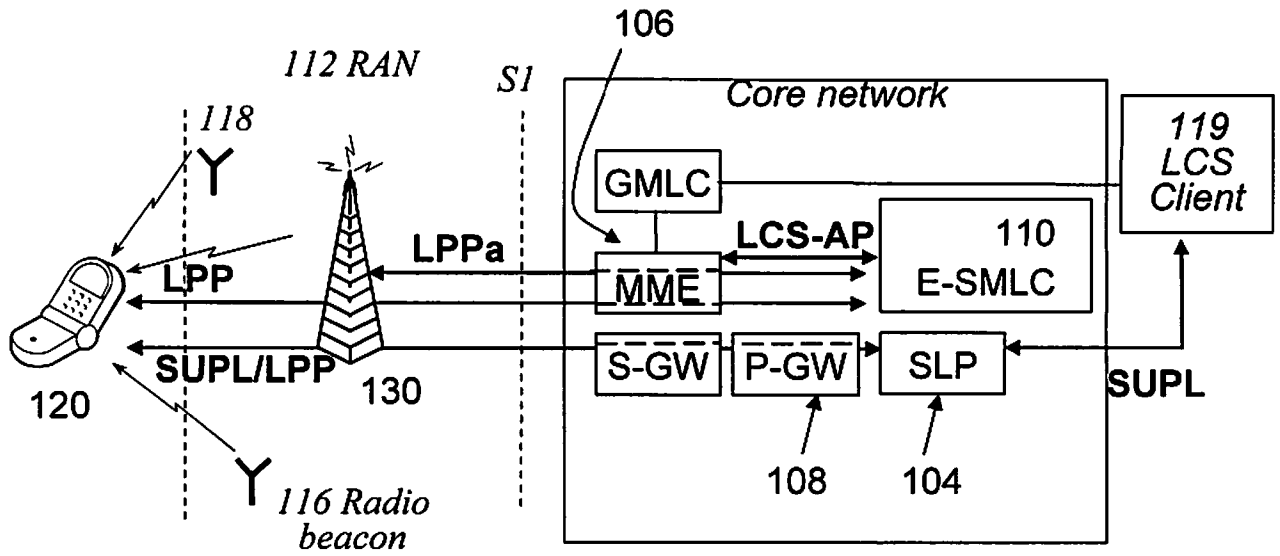 106
112 RAN
S1
Core network
118
119
LCS
Client
GMLC
LPPa
LCS-AP
110
LPP
MME
E-SMLC
SUPL/LPP
S-GW
P-GW
SLP
SUPL
120
130
108
104
116 Radio
beacon